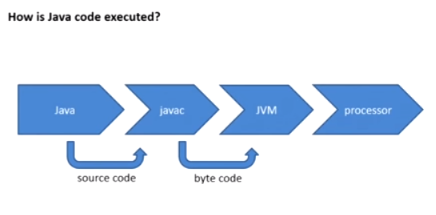 How is Java code executed?
Java
javac
JVM
processor
source code
byte code